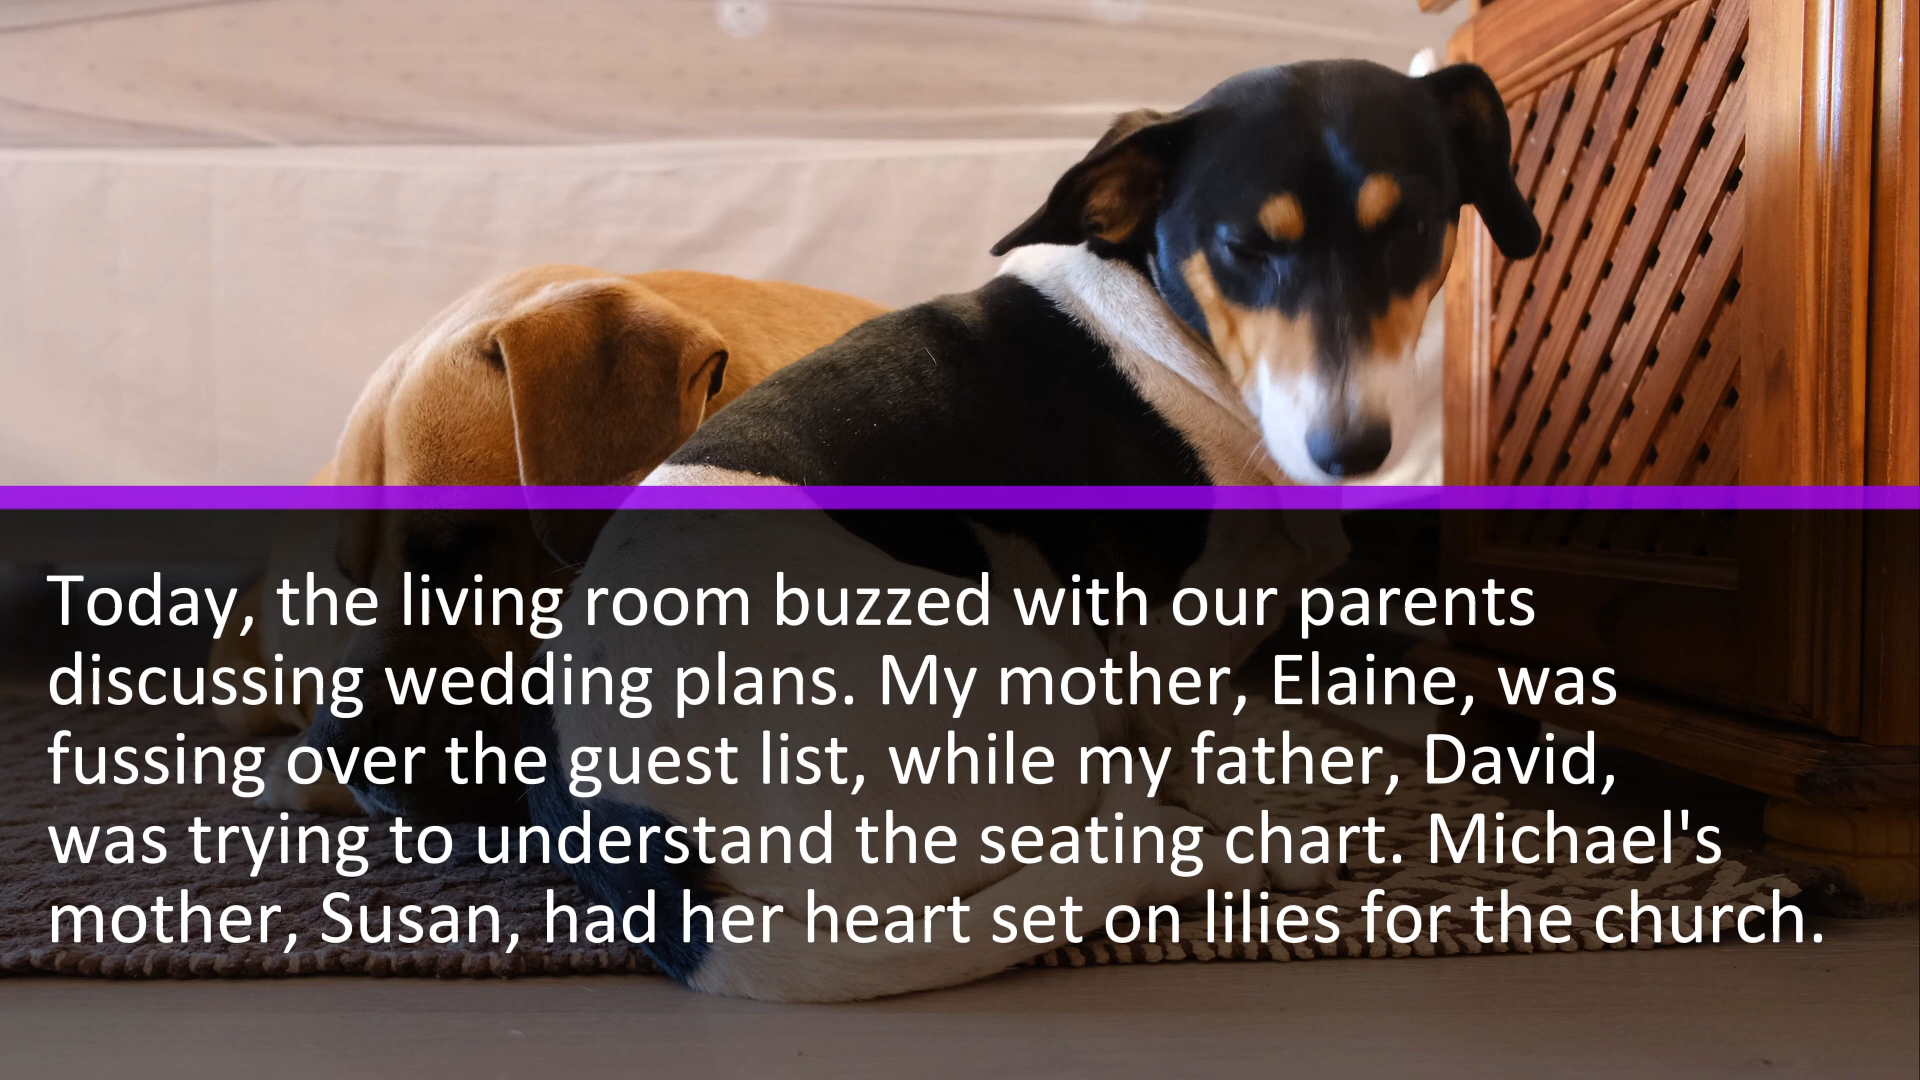 Today, the living room buzzed with our parents
discussing wedding plans. My mother, Elaine, was
fussing over the guest list, while my father, David,
was trying to understand the seating chart. Michael's
mother, Susan, had her heart set on lilies for the church.